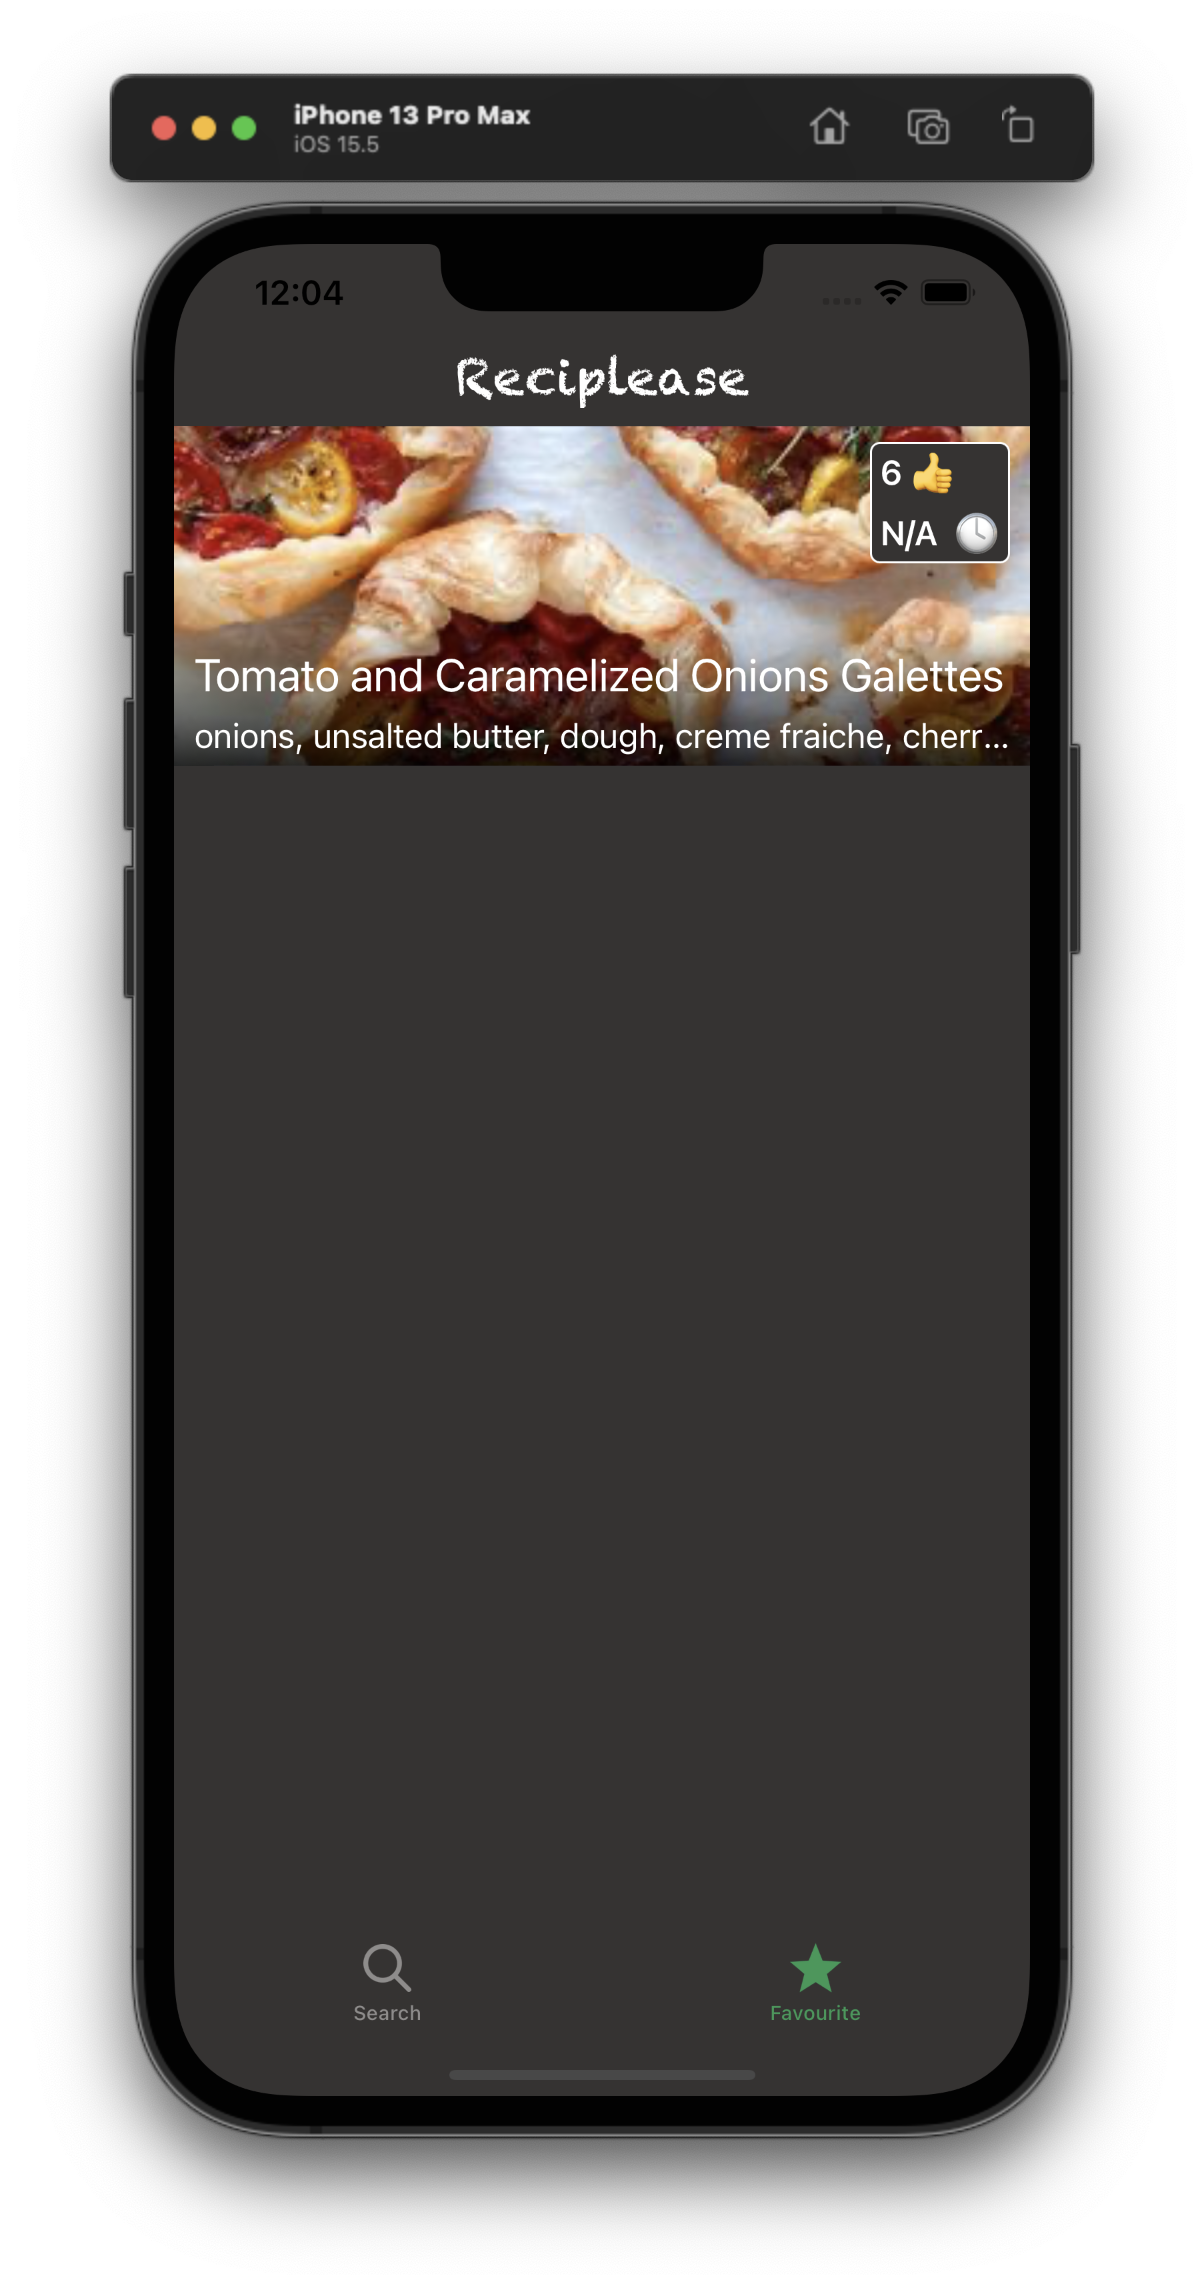 iPhone 13 Pro Max
iOS 15.5
12:04
Reciplease
6 👍
N/A 🕓
Tomato and Caramelized Onions Galettes
onions, unsalted butter, dough, creme fraiche, cherr...
Search
Favourite